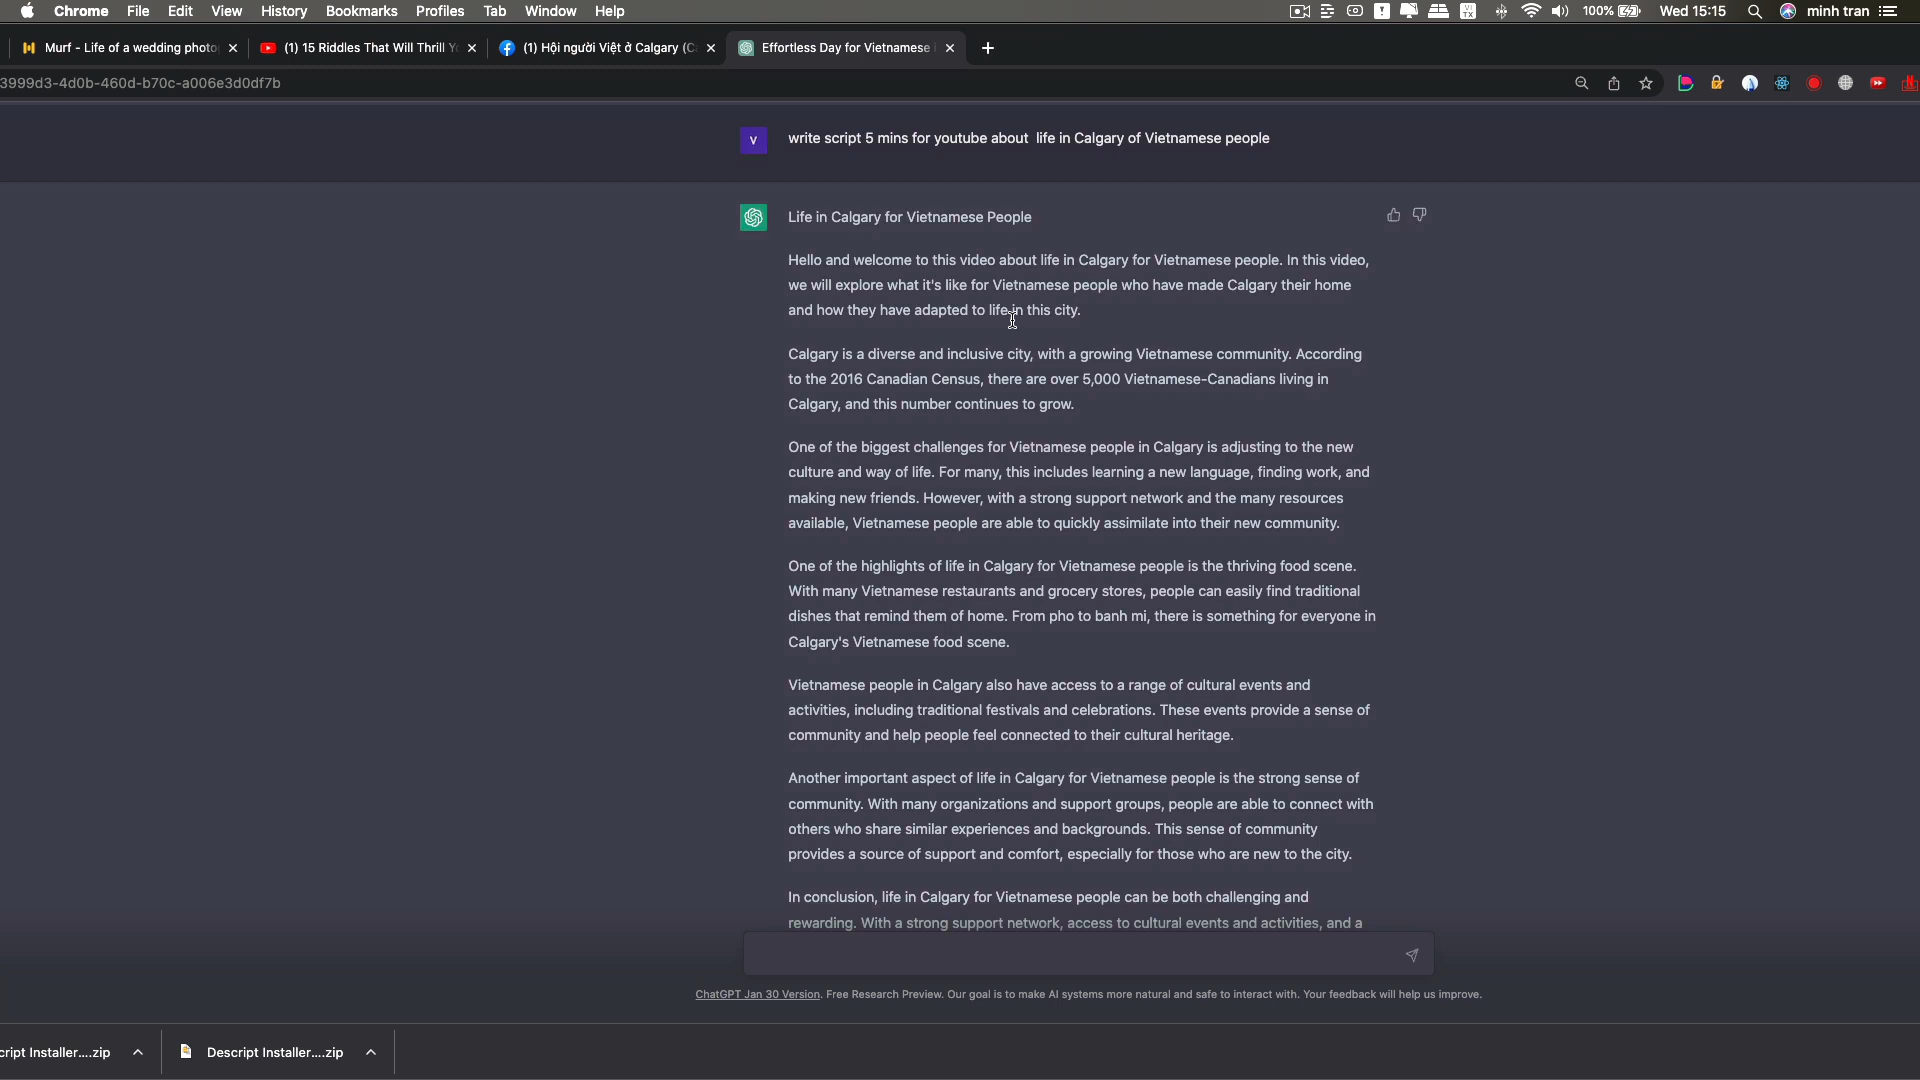 Chrome File Edit View History Bookmarks Profiles Tab Window Help 100% Wed 15:15 minh tran
Murf - Life of a wedding photo (1) 15 Riddles That Will Thrill Y (1) Hội người Việt ở Calgary (C Effortless Day for Vietnamese
3999d3-4d0b-460d-b70c-a006e3d0df7b
V write script 5 mins for youtube about life in Calgary of Vietnamese people
Life in Calgary for Vietnamese People
Hello and welcome to this video about life in Calgary for Vietnamese people. In this video,
we will explore what it's like for Vietnamese people who have made Calgary their home
and how they have adapted to life in this city.
Calgary is a diverse and inclusive city, with a growing Vietnamese community. According
to the 2016 Canadian Census, there are over 5,000 Vietnamese-Canadians living in
Calgary, and this number continues to grow.
One of the biggest challenges for Vietnamese people in Calgary is adjusting to the new
culture and way of life. For many, this includes learning a new language, finding work, and
making new friends. However, with a strong support network and the many resources
available, Vietnamese people are able to quickly assimilate into their new community.
One of the highlights of life in Calgary for Vietnamese people is the thriving food scene.
With many Vietnamese restaurants and grocery stores, people can easily find traditional
dishes that remind them of home. From pho to banh mi, there is something for everyone in
Calgary's Vietnamese food scene.
Vietnamese people in Calgary also have access to a range of cultural events and
activities, including traditional festivals and celebrations. These events provide a sense of
community and help people feel connected to their cultural heritage.
Another important aspect of life in Calgary for Vietnamese people is the strong sense of
community. With many organizations and support groups, people are able to connect with
others who share similar experiences and backgrounds. This sense of community
provides a source of support and comfort, especially for those who are new to the city.
In conclusion, life in Calgary for Vietnamese people can be both challenging and
rewarding. With a strong support network, access to cultural events and activities, and a
ChatGPT Jan 30 Version. Free Research Preview. Our goal is to make AI systems more natural and safe to interact with. Your feedback will help us improve.
cript Installer....zip Descript Installer....zip